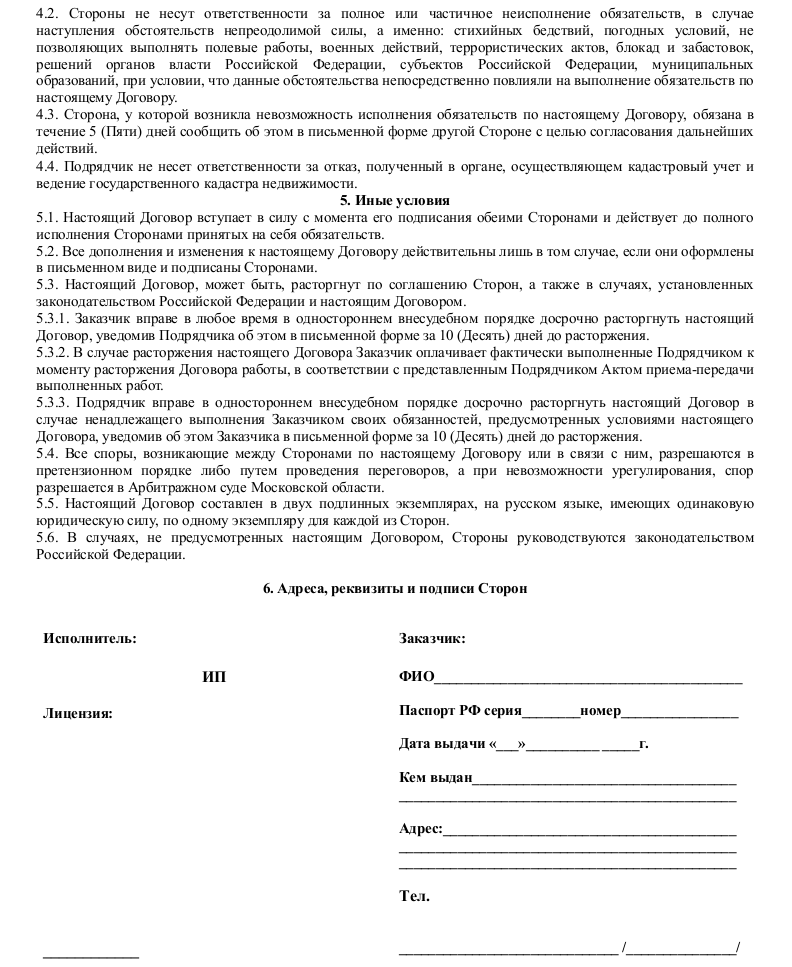 4.2. Стороны не несут ответственности за полное или частичное неисполнение обязательств, в случае
наступления обстоятельств непреодолимой силы, а именно: стихийных бедствий, погодных условий, не
позволяющих выполнять полевые работы, военных действий, террористических актов, блокад и забастовок,
решений органов власти Российской Федерации, субъектов Российской Федерации, муниципальных
образований, при условии, что данные обстоятельства непосредственно повлияли на выполнение обязательств по
настоящему Договору.
4.3. Сторона, у которой возникла невозможность исполнения обязательств по настоящему Договору, обязана в
течение 5 (Пяти) дней сообщить об этом в письменной форме другой Стороне с целью согласования дальнейших
действий.
4.4. Подрядчик не несет ответственности за отказ, полученный в органе, осуществляющем кадастровый учет и
ведение государственного кадастра недвижимости.
5. Иные условия
5.1. Настоящий Договор вступает в силу с момента его подписания обеими Сторонами и действует до полного
исполнения Сторонами принятых на себя обязательств.
5.2. Все дополнения и изменения к настоящему Договору действительны лишь в том случае, если они оформлены
в письменном виде и подписаны Сторонами.
5.3. Настоящий Договор, может быть, расторгнут по соглашению Сторон, а также в случаях, установленных
законодательством Российской Федерации и настоящим Договором.
5.3.1. Заказчик вправе в любое время в одностороннем внесудебном порядке досрочно расторгнуть настоящий
Договор, уведомив Подрядчика об этом в письменной форме за 10 (Десять) дней до расторжения.
5.3.2. В случае расторжения настоящего Договора Заказчик оплачивает фактически выполненные Подрядчиком к
моменту расторжения Договора работы, в соответствии с представленным Подрядчиком Актом приема-передачи
выполненных работ.
5.3.3. Подрядчик вправе в одностороннем внесудебном порядке досрочно расторгнуть настоящий Договор в
случае ненадлежащего выполнения Заказчиком своих обязанностей, предусмотренных условиями настоящего
Договора, уведомив об этом Заказчика в письменной форме за 10 (Десять) дней до расторжения.
5.4. Все споры, возникающие между Сторонами по настоящему Договору или в связи с ним, разрешаются в
претензионном порядке либо путем проведения переговоров, а при невозможности урегулирования, спор
разрешается в Арбитражном суде Московской области.
5.5. Настоящий Договор составлен в двух подлинных экземплярах, на русском языке, имеющих одинаковую
юридическую силу, по одному экземпляру для каждой из Сторон.
5.6. В случаях, не предусмотренных настоящим Договором, Стороны руководствуются законодательством
Российской Федерации.
6. Адреса, реквизиты и подписи Сторон
Исполнитель:
ИП
Лицензия:
_____________
Заказчик:
ФИО__________________________________________
Паспорт РФ серия________номер________________
Дата выдачи «___»__________ _____г.
Кем выдан____________________________________
______________________________________________
Адрес:________________________________________
______________________________________________
______________________________________________
Тел.
______________________________ /_______________/